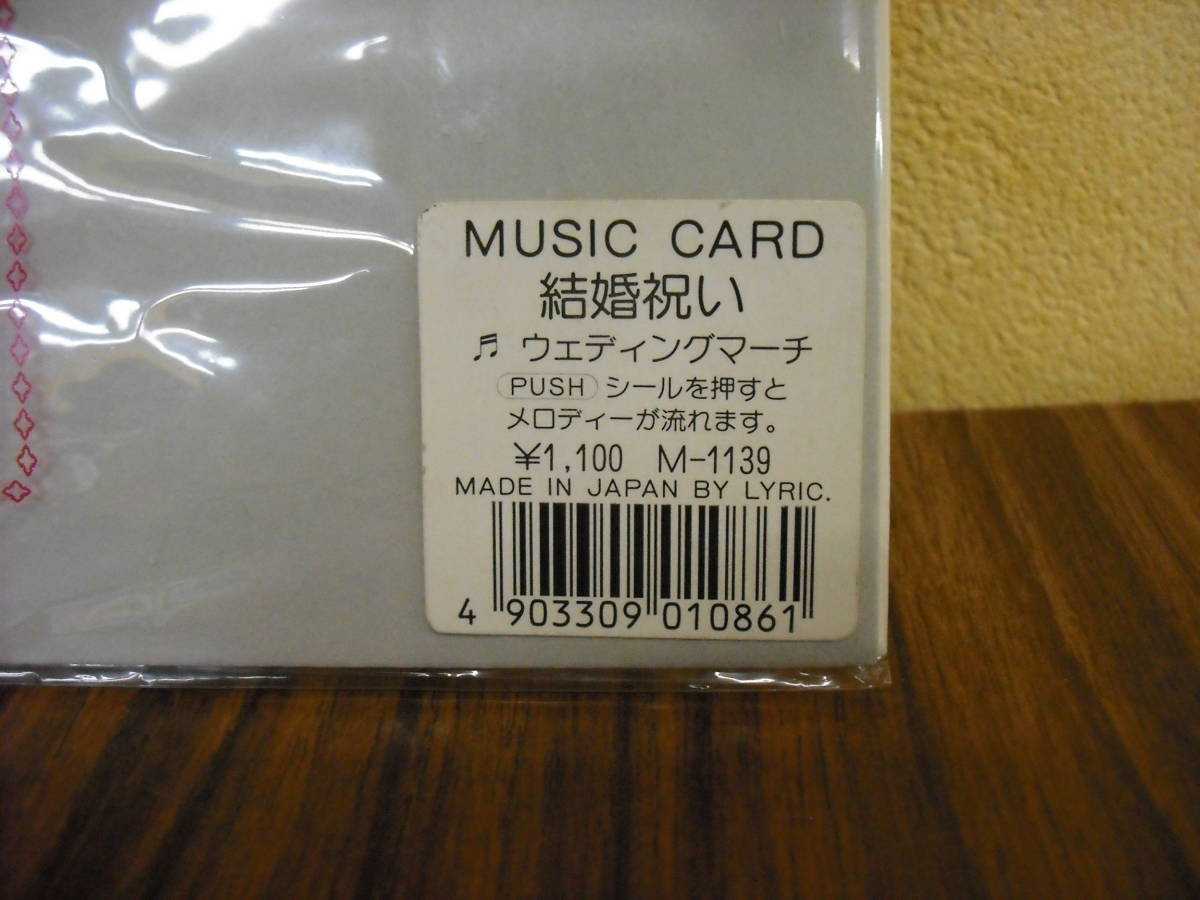 MUSIC CARD
結婚祝い
♬ ウェディングマーチ
PUSH シールを押すと
メロディーが流れます。
¥1,100 M-1139
MADE IN JAPAN BY LYRIC.
4 903309 010861